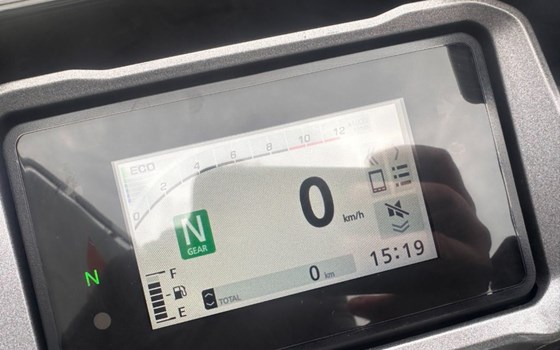 ECO
0 2 4 6 8 10 12
N
GEAR
0 km/h
N
F
E
TOTAL 0 km
15:19